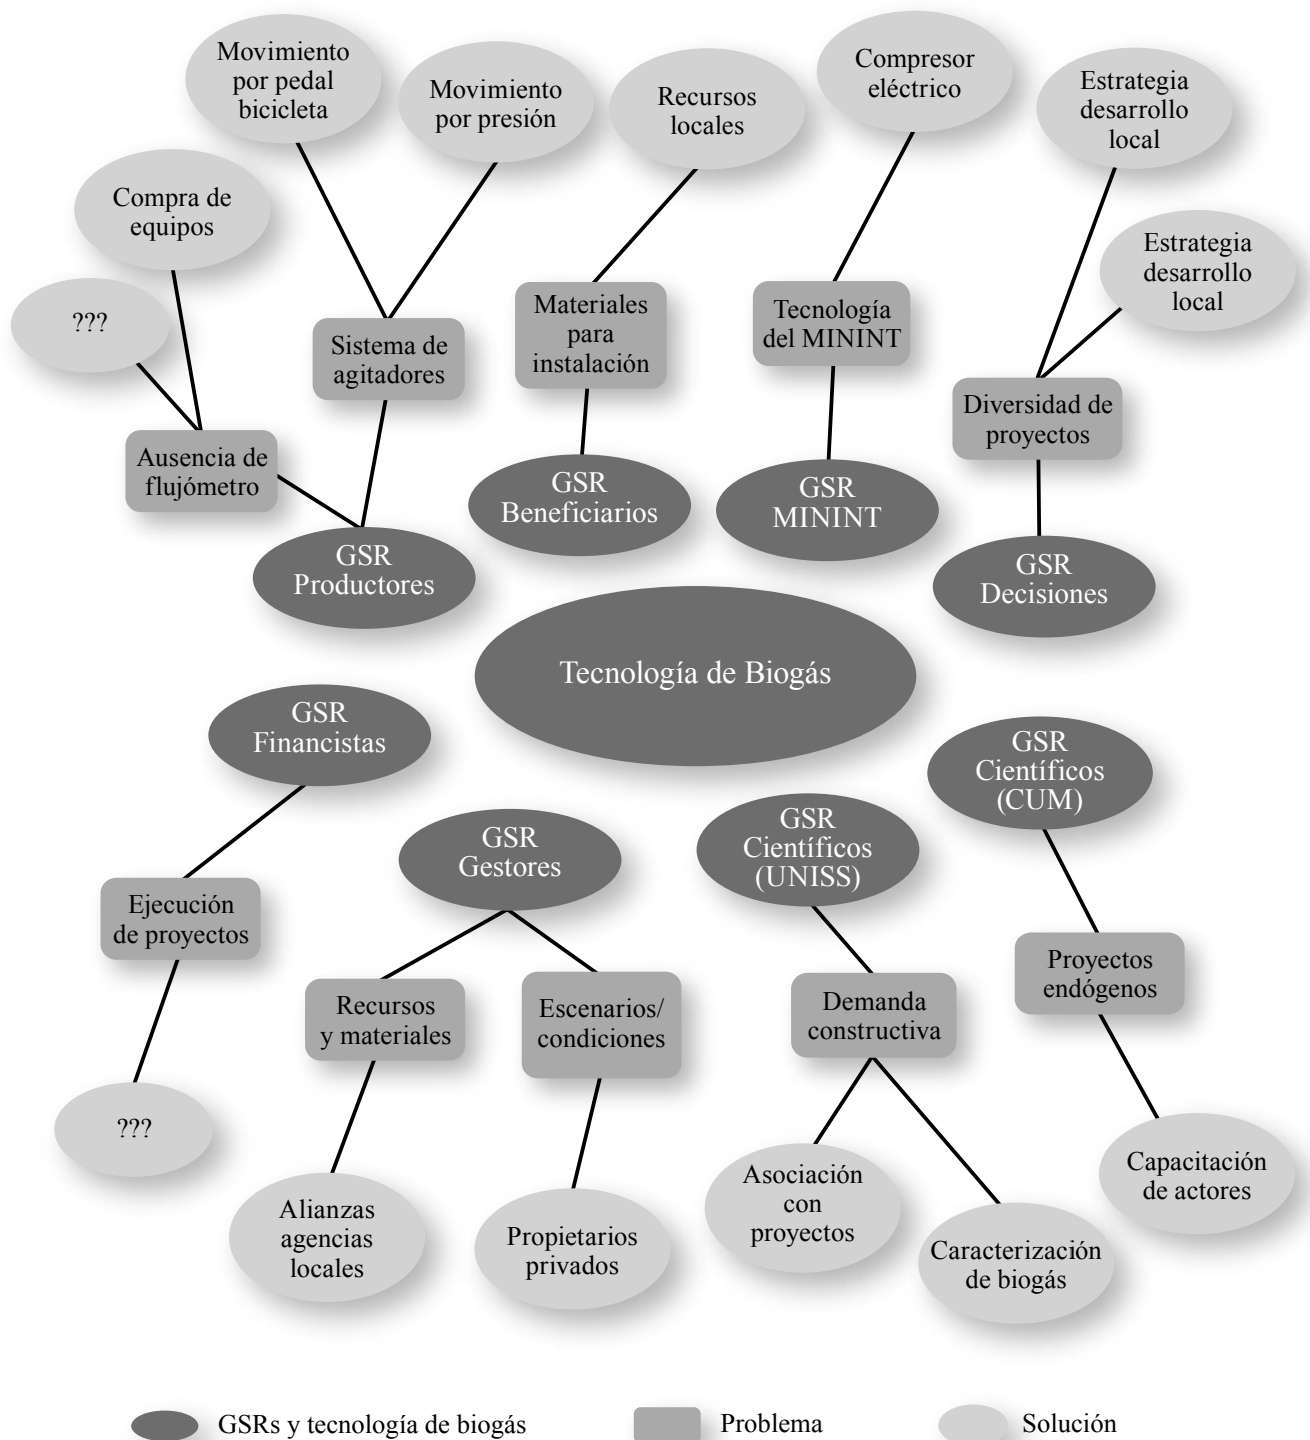 Movimiento
por pedal
bicicleta
Movimiento
por presión
Recursos
locales
Compresor
eléctrico
Estrategia
desarrollo
local
Compra de
equipos
Estrategia
desarrollo
local
???
Sistema de
agitadores
Materiales
para
instalación
Tecnología
del MININT
Diversidad de
proyectos
Ausencia de
flujómetro
GSR
Productores
GSR
Beneficiarios
GSR
MININT
GSR
Decisiones
Tecnología de Biogás
GSR
Financistas
GSR
Gestores
GSR
Científicos
(UNISS)
GSR
Científicos
(CUM)
Ejecución
de proyectos
Recursos
y materiales
Escenarios/
condiciones
Demanda
constructiva
Proyectos
endógenos
???
Alianzas
agencias
locales
Propietarios
privados
Asociación
con
proyectos
Caracterización
de biogás
Capacitación
de actores
GSRs y tecnología de biogás
Problema
Solución